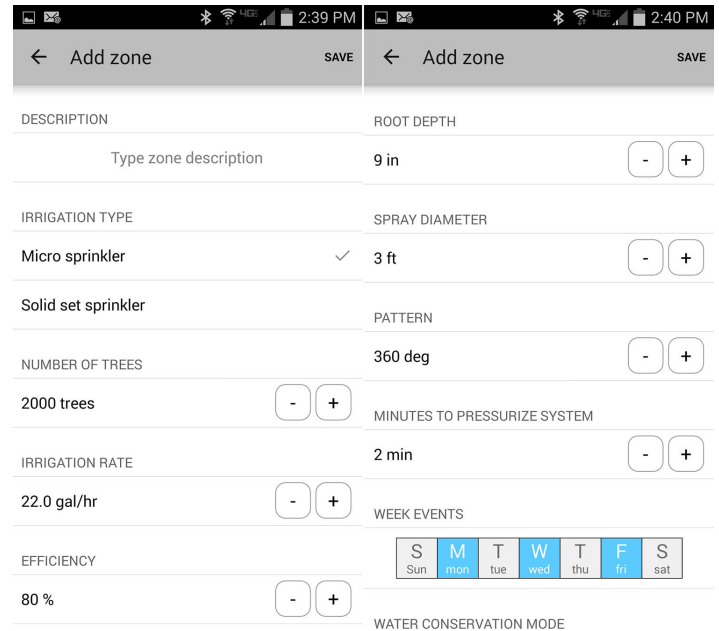 4G 2:39 PM
Add zone SAVE
DESCRIPTION
Type zone description
IRRIGATION TYPE
Micro sprinkler
Solid set sprinkler
NUMBER OF TREES
2000 trees - +
IRRIGATION RATE
22.0 gal/hr - +
EFFICIENCY
80 % - +
4G 2:40 PM
Add zone SAVE
ROOT DEPTH
9 in - +
SPRAY DIAMETER
3 ft - +
PATTERN
360 deg - +
MINUTES TO PRESSURIZE SYSTEM
2 min - +
WEEK EVENTS
S M T W T F S
Sun mon tue wed thu fri sat
WATER CONSERVATION MODE